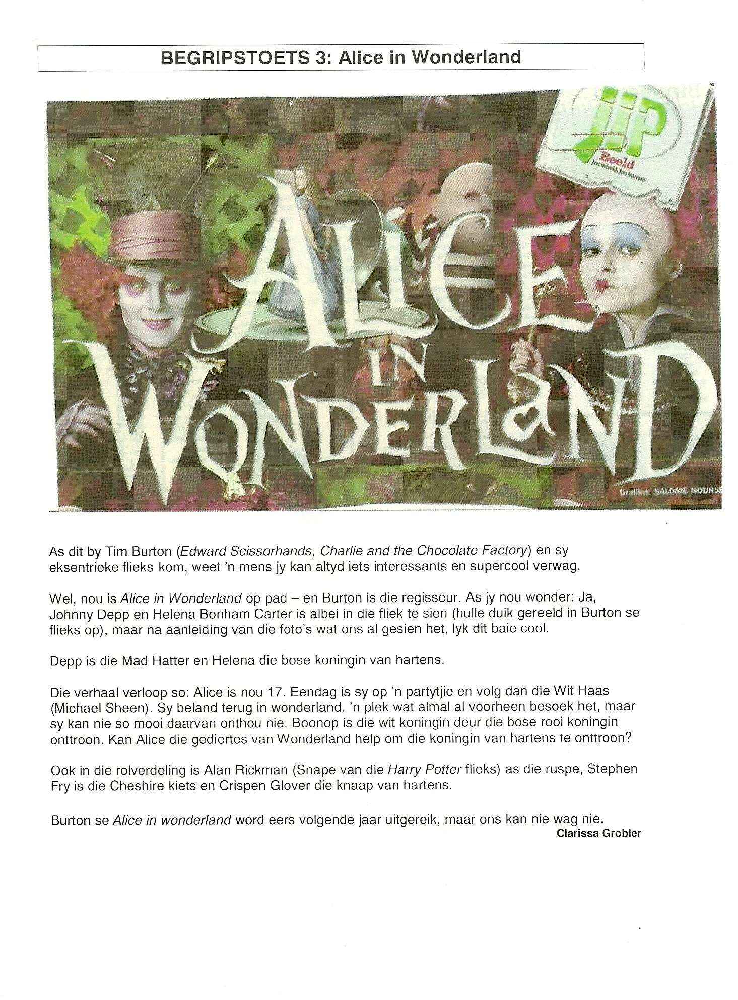 BEGRIPSTOETS 3: Alice in Wonderland
jip
Beeld
ALICE
IN
WONDERLAND
Grafika: SALOMÉ NOURSE
As dit by Tim Burton (Edward Scissorhands, Charlie and the Chocolate Factory) en sy
eksentrieke flieks kom, weet 'n mens jy kan altyd iets interessants en supercool verwag.
Wel, nou is Alice in Wonderland op pad – en Burton is die regisseur. As jy nou wonder: Ja,
Johnny Depp en Helena Bonham Carter is albei in die fliek te sien (hulle duik gereeld in Burton se
flieks op), maar na aanleiding van die foto's wat ons al gesien het, lyk dit baie cool.
Depp is die Mad Hatter en Helena die bose koningin van hartens.
Die verhaal verloop so: Alice is nou 17. Eendag is sy op 'n partytjie en volg dan die Wit Haas
(Michael Sheen). Sy beland terug in wonderland, 'n plek wat almal al voorheen besoek het, maar
sy kan nie so mooi daarvan onthou nie. Boonop is die wit koningin deur die bose rooi koningin
onttroon. Kan Alice die gediertes van Wonderland help om die koningin van hartens te onttroon?
Ook in die rolverdeling is Alan Rickman (Snape van die Harry Potter flieks) as die ruspe, Stephen
Fry is die Cheshire kiets en Crispen Glover die knaap van hartens.
Burton se Alice in wonderland word eers volgende jaar uitgereik, maar ons kan nie wag nie.
Clarissa Grobler